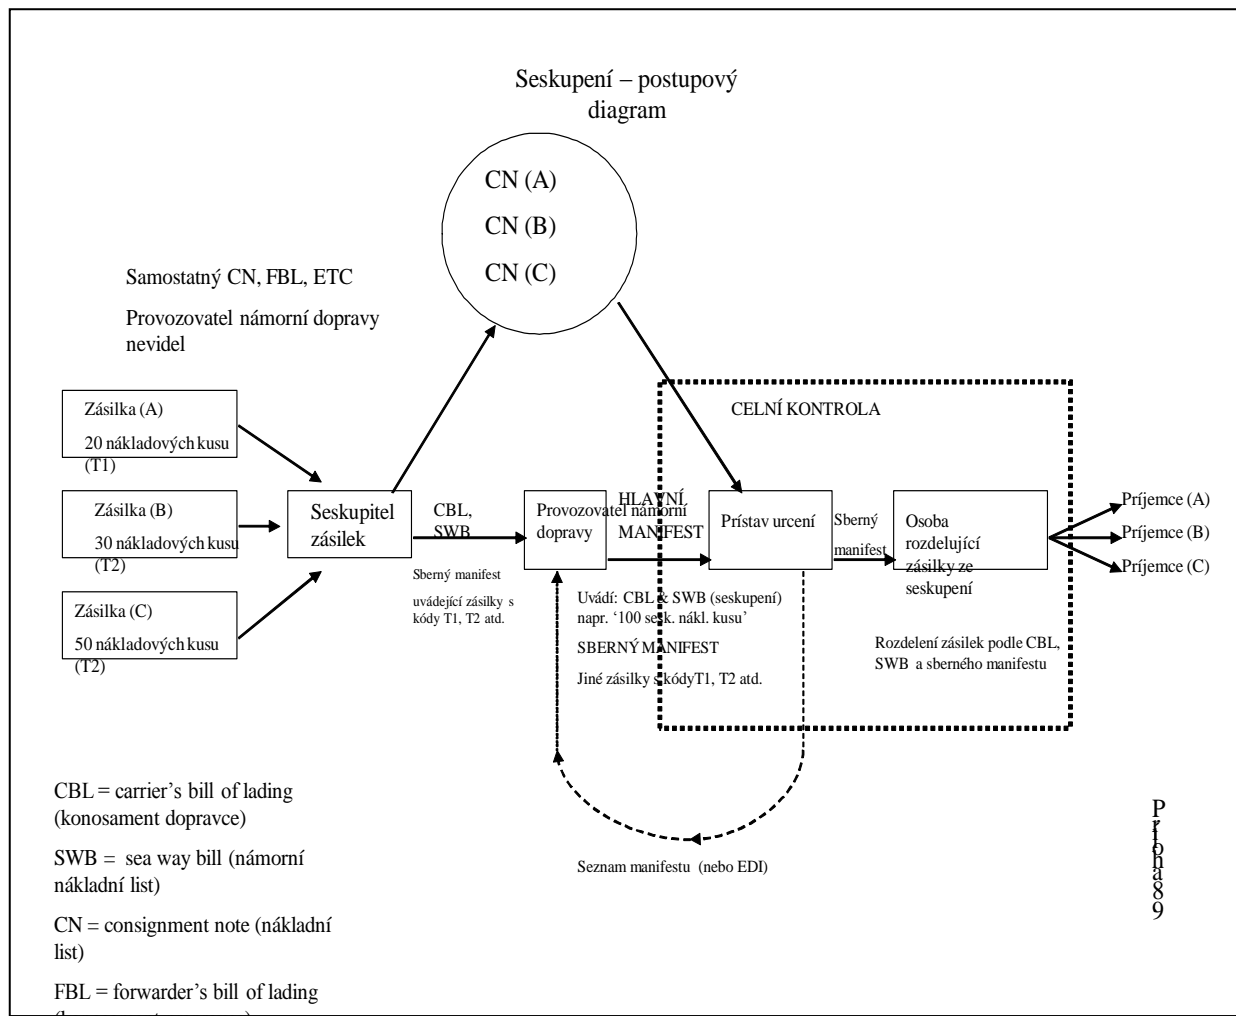 Seskupení – postupový
diagram
CN (A)
CN (B)
CN (C)
Samostatný CN, FBL, ETC
Provozovatel námorní dopravy
nevidel
Zásilka (A)
20 nákladových kusu
(T1)
Zásilka (B)
30 nákladových kusu
(T2)
Zásilka (C)
50 nákladových kusu
(T2)
Seskupitel
zásilek
CBL,
SWB
Sberný manifest
uvádející zásilky s
kódy T1, T2 atd.
Provozovatel námorní
dopravy
HLAVNÍ
MANIFEST
Uvádí: CBL & SWB (seskupení)
napr. ‘100 sesk. nákl. kusu’
SBERNÝ MANIFEST
Jiné zásilky s kódyT1, T2 atd.
CELNÍ KONTROLA
Prístav urcení
Sberný
manifest
Osoba
rozdelující
zásilky ze
seskupení
Rozdelení zásilek podle CBL,
SWB a sberného manifestu
Príjemce (A)
Príjemce (B)
Príjemce (C)
Seznam manifestu (nebo EDI)
CBL = carrier’s bill of lading
(konosament dopravce)
SWB = sea way bill (námorní
nákladní list)
CN = consignment note (nákladní
list)
FBL = forwarder’s bill of lading
Príloha 8 9